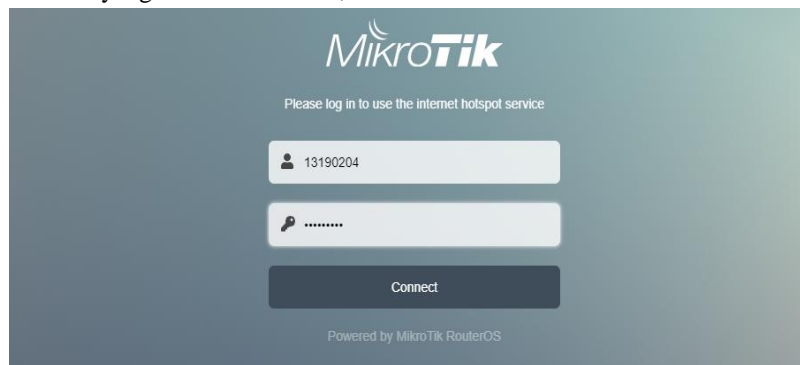 MikroTik
Please log in to use the internet hotspot service
13190204
•••••••••
Connect
Powered by MikroTik RouterOS